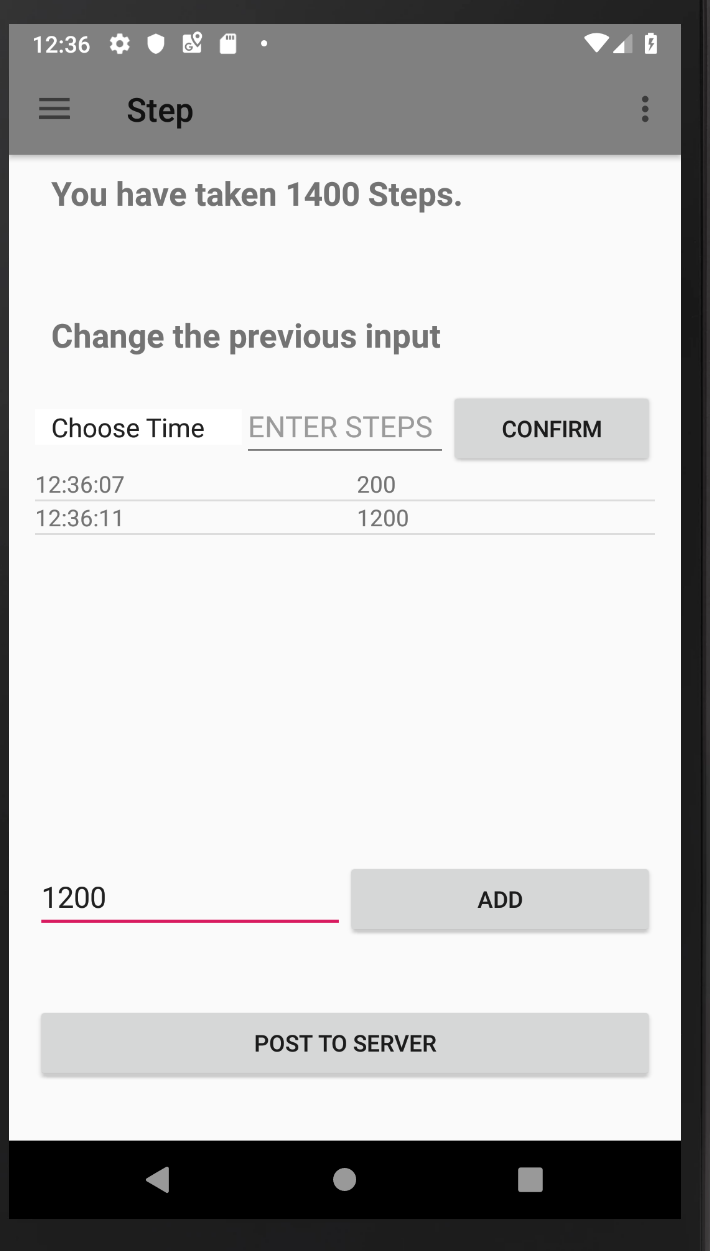 12:36
Step
You have taken 1400 Steps.
Change the previous input
Choose Time ENTER STEPS CONFIRM
12:36:07 200
12:36:11 1200
1200 ADD
POST TO SERVER